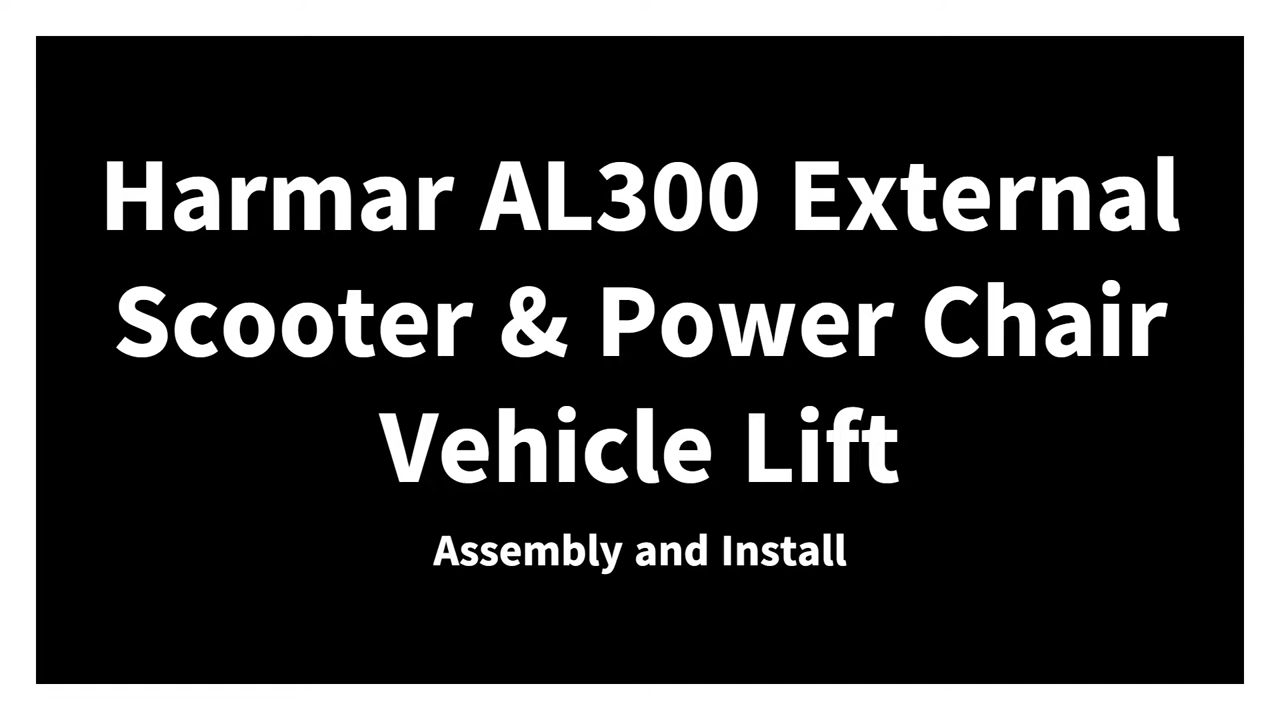 Harmar AL300 External
Scooter & Power Chair
Vehicle Lift
Assembly and Install